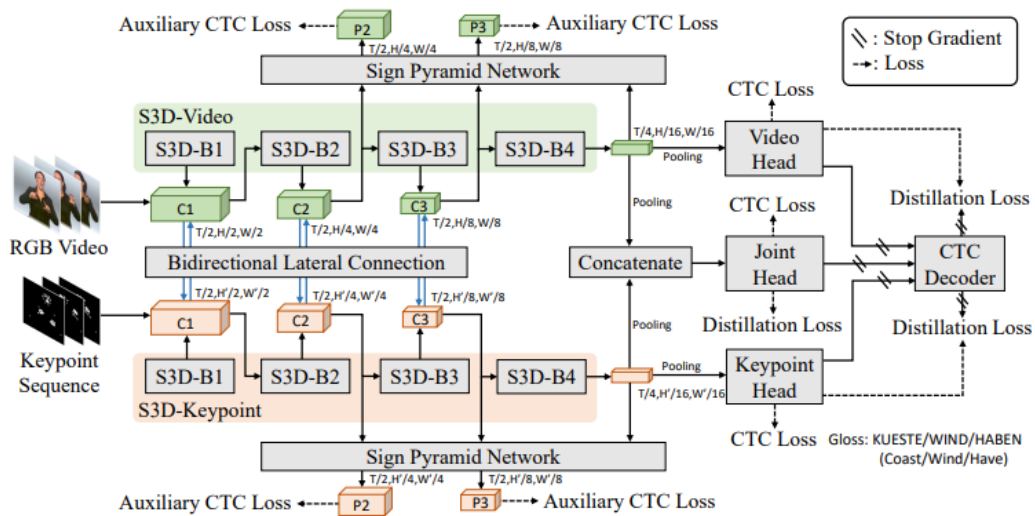 Auxiliary CTC Loss
P2
T/2,H/4,W/4
P3
T/2,H/8,W/8
Auxiliary CTC Loss
: Stop Gradient
: Loss
Sign Pyramid Network
S3D-Video
S3D-B1
S3D-B2
S3D-B3
S3D-B4
T/4,H/16,W/16
Pooling
CTC Loss
Video
Head
RGB Video
C1
T/2,H/2,W/2
C2
T/2,H/4,W/4
C3
T/2,H/8,W/8
Pooling
Distillation Loss
CTC Loss
Bidirectional Lateral Connection
Concatenate
Joint
Head
CTC
Decoder
Keypoint
Sequence
C1
T/2,H'/2,W'/2
C2
T/2,H'/4,W'/4
C3
T/2,H'/8,W'/8
Pooling
Distillation Loss
Distillation Loss
S3D-B1
S3D-B2
S3D-B3
S3D-B4
S3D-Keypoint
Pooling
T/4,H'/16,W'/16
Keypoint
Head
CTC Loss
Gloss: KUESTE/WIND/HABEN
(Coast/Wind/Have)
Sign Pyramid Network
Auxiliary CTC Loss
P2
T/2,H'/4,W'/4
P3
T/2,H'/8,W'/8
Auxiliary CTC Loss